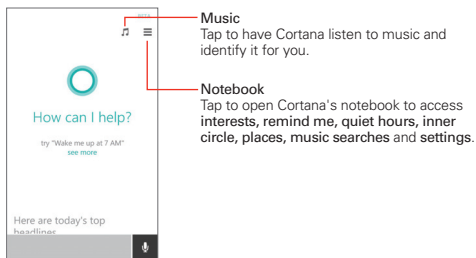 BETA
Music
Tap to have Cortana listen to music and
identify it for you.
Notebook
Tap to open Cortana's notebook to access
interests, remind me, quiet hours, inner
circle, places, music searches and settings.
How can I help?
try "Wake me up at 7 AM"
see more
Here are today's top
headlines